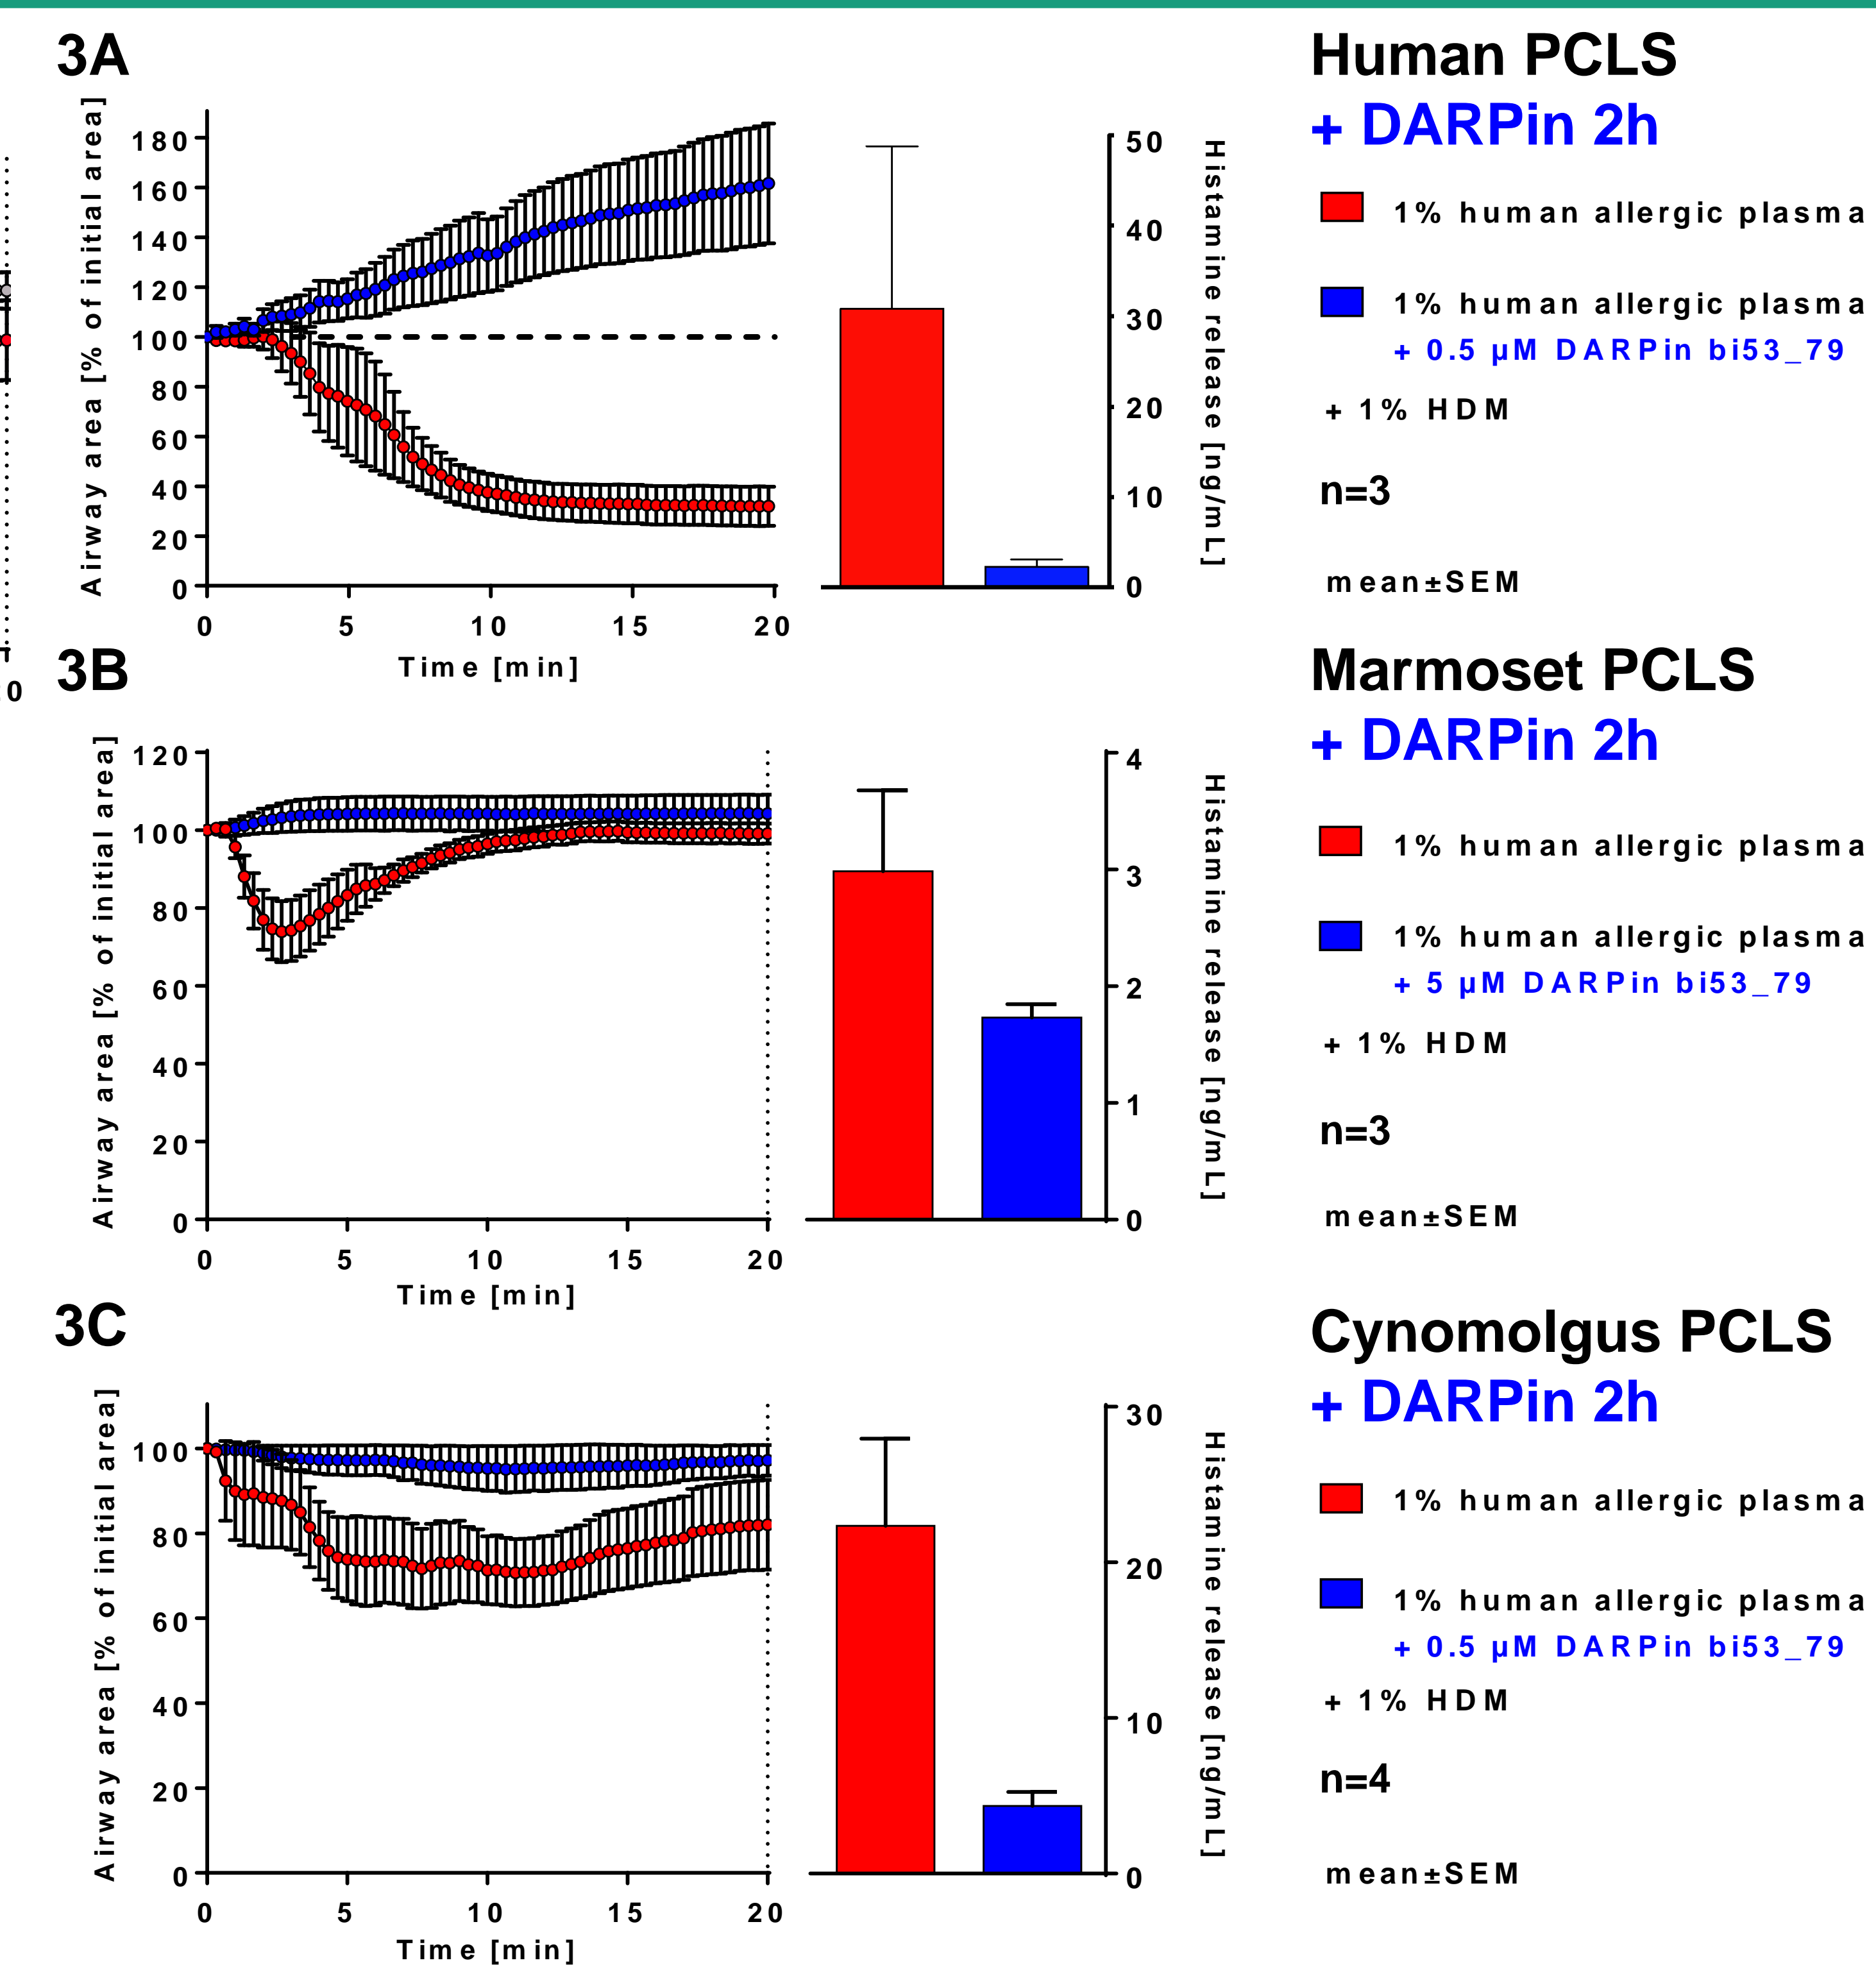 3A
Human PCLS
+ DARPin 2h
Airway area [% of initial area]
180
160
140
120
100
80
60
40
20
0
0 5 10 15 20
Time [min]
50
40
30
20
10
0
Histamine release [ng/mL]
1% human allergic plasma
1% human allergic plasma
+ 0.5 µM DARPin bi53_79
+ 1% HDM
n=3
mean±SEM
0
3B
Marmoset PCLS
+ DARPin 2h
Airway area [% of initial area]
120
100
80
60
40
20
0
0 5 10 15 20
Time [min]
4
3
2
1
0
Histamine release [ng/mL]
1% human allergic plasma
1% human allergic plasma
+ 5 µM DARPin bi53_79
+ 1% HDM
n=3
mean±SEM
3C
Cynomolgus PCLS
+ DARPin 2h
Airway area [% of initial area]
100
80
60
40
20
0
0 5 10 15 20
Time [min]
30
20
10
0
Histamine release [ng/mL]
1% human allergic plasma
1% human allergic plasma
+ 0.5 µM DARPin bi53_79
+ 1% HDM
n=4
mean±SEM